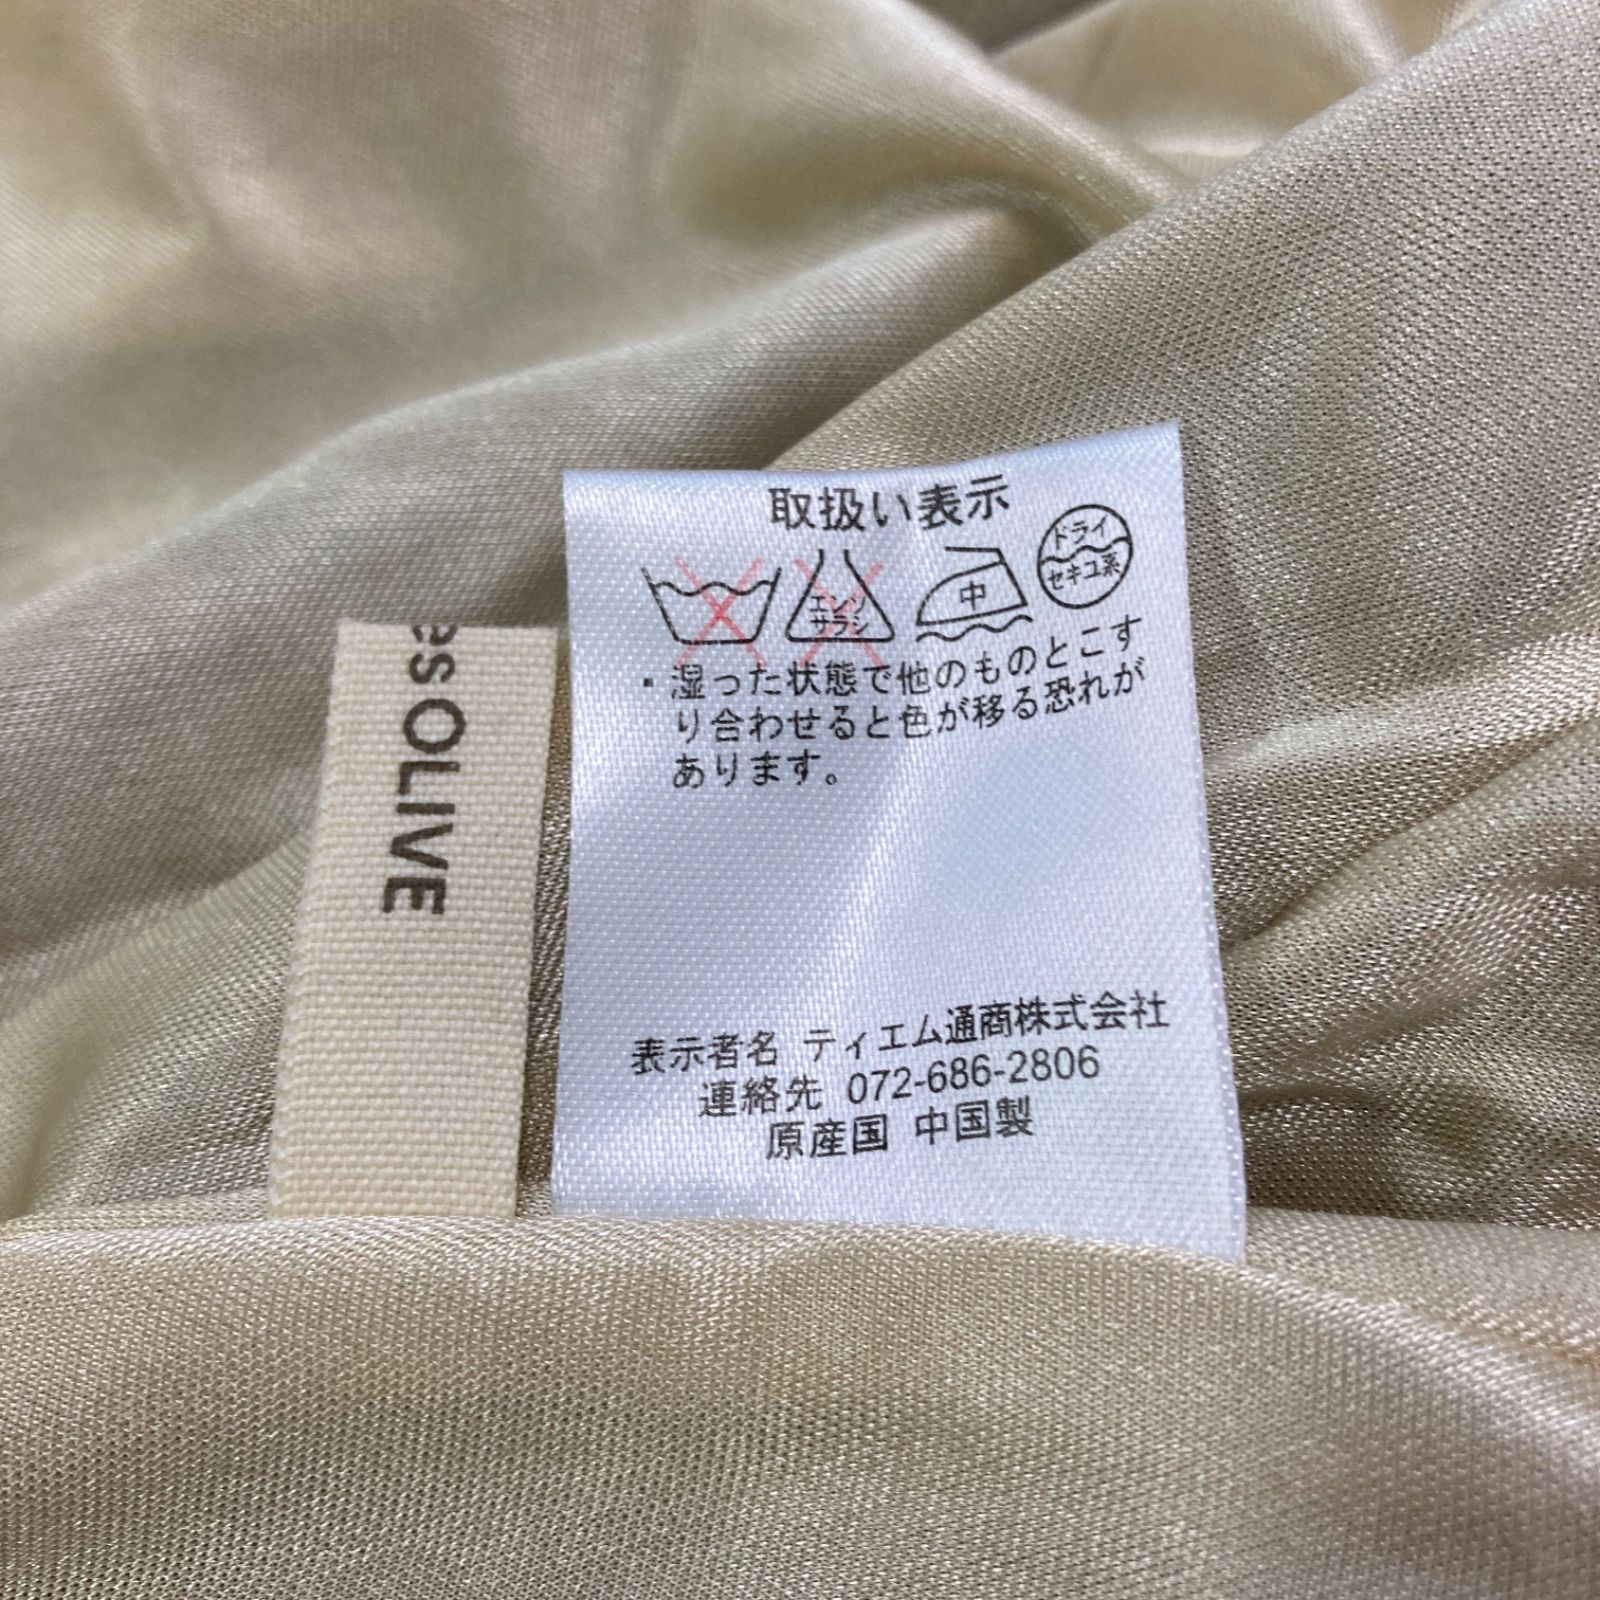 取扱い表示
エンソ
サラシ
中
ドライ
セキユ系
・湿った状態で他のものとこす
り合わせると色が移る恐れが
あります。
esOLIVE
表示者名 ティエム通商株式会社
連絡先 072-686-2806
原産国 中国製